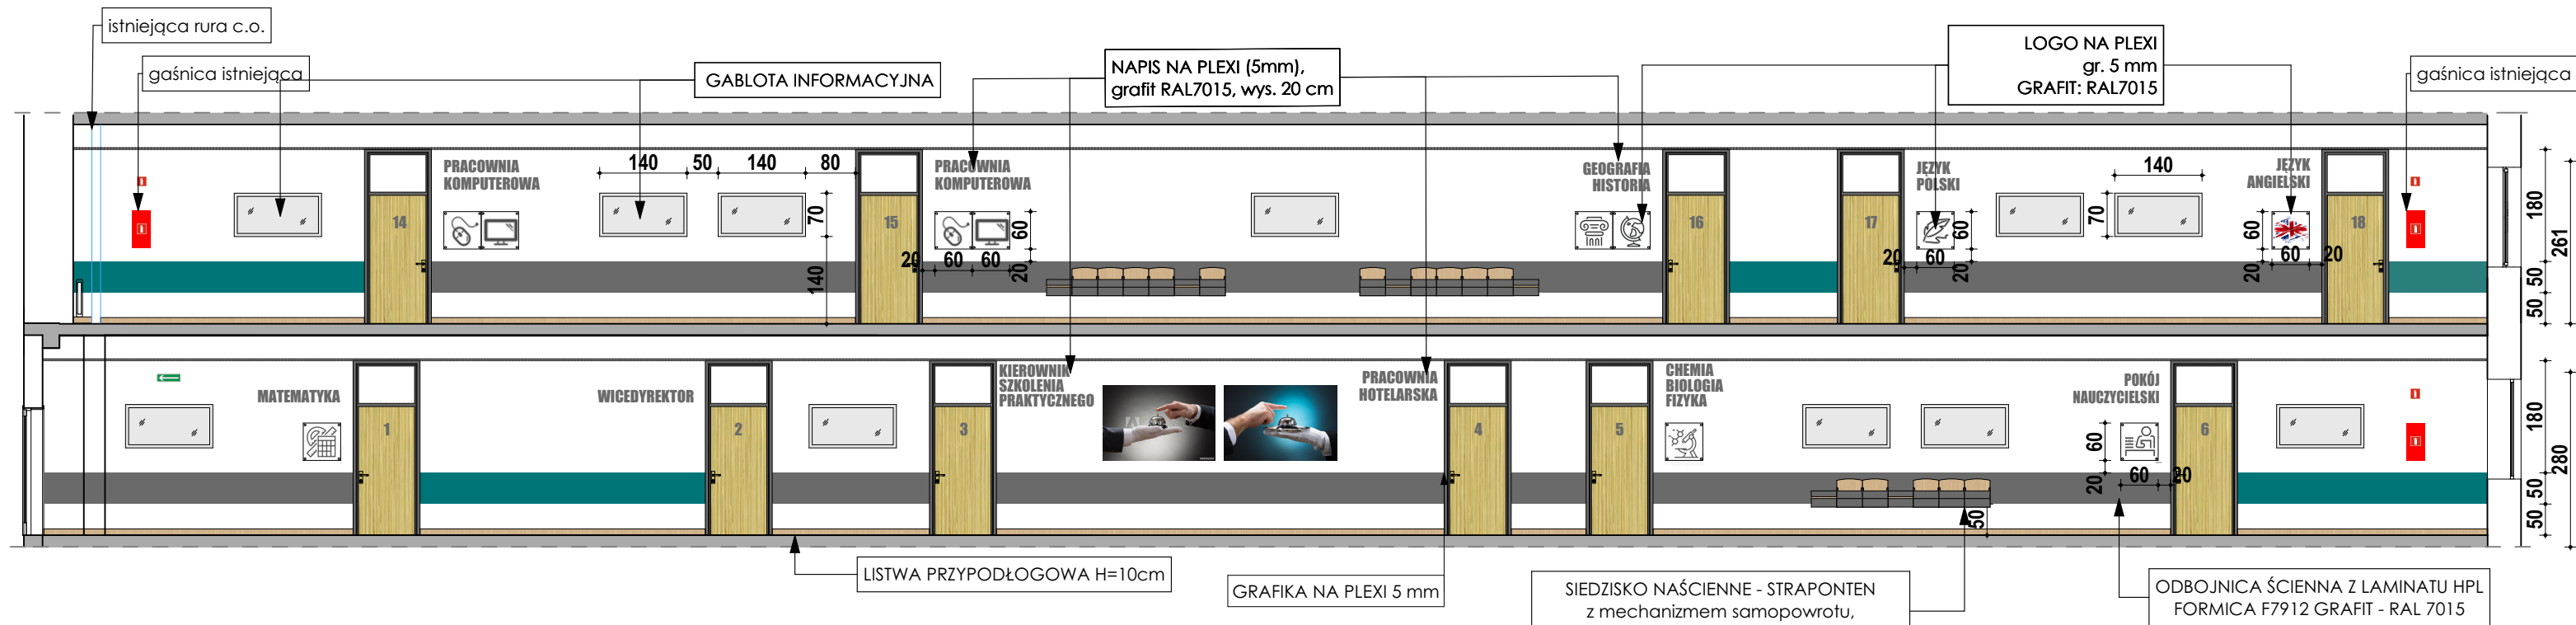 istniejąca rura c.o.
gaśnica istniejąca
GABLOTA INFORMACYJNA
NAPIS NA PLEXI (5mm),
grafit RAL7015, wys. 20 cm
LOGO NA PLEXI
gr. 5 mm
GRAFIT: RAL7015
gaśnica istniejąca
14
PRACOWNIA
KOMPUTEROWA
140
50
140
80
70
140
15
PRACOWNIA
KOMPUTEROWA
60
20
60
60
20
GEOGRAFIA
HISTORIA
16
17
JĘZYK
POLSKI
60
20
60
20
140
70
JĘZYK
ANGIELSKI
60
20
60
20
18
180
50
50
261
MATEMATYKA
1
WICEDYREKTOR
2
3
KIEROWNIK
SZKOLENIA
PRAKTYCZNEGO
PRACOWNIA
HOTELARSKA
4
5
CHEMIA
BIOLOGIA
FIZYKA
50
POKÓJ
NAUCZYCIELSKI
60
20
60
20
6
180
50
50
280
LISTWA PRZYPODŁOGOWA H=10cm
GRAFIKA NA PLEXI 5 mm
SIEDZISKO NAŚCIENNE - STRAPONTEN
z mechanizmem samopowrotu,
ODBOJNICA ŚCIENNA Z LAMINATU HPL
FORMICA F7912 GRAFIT - RAL 7015